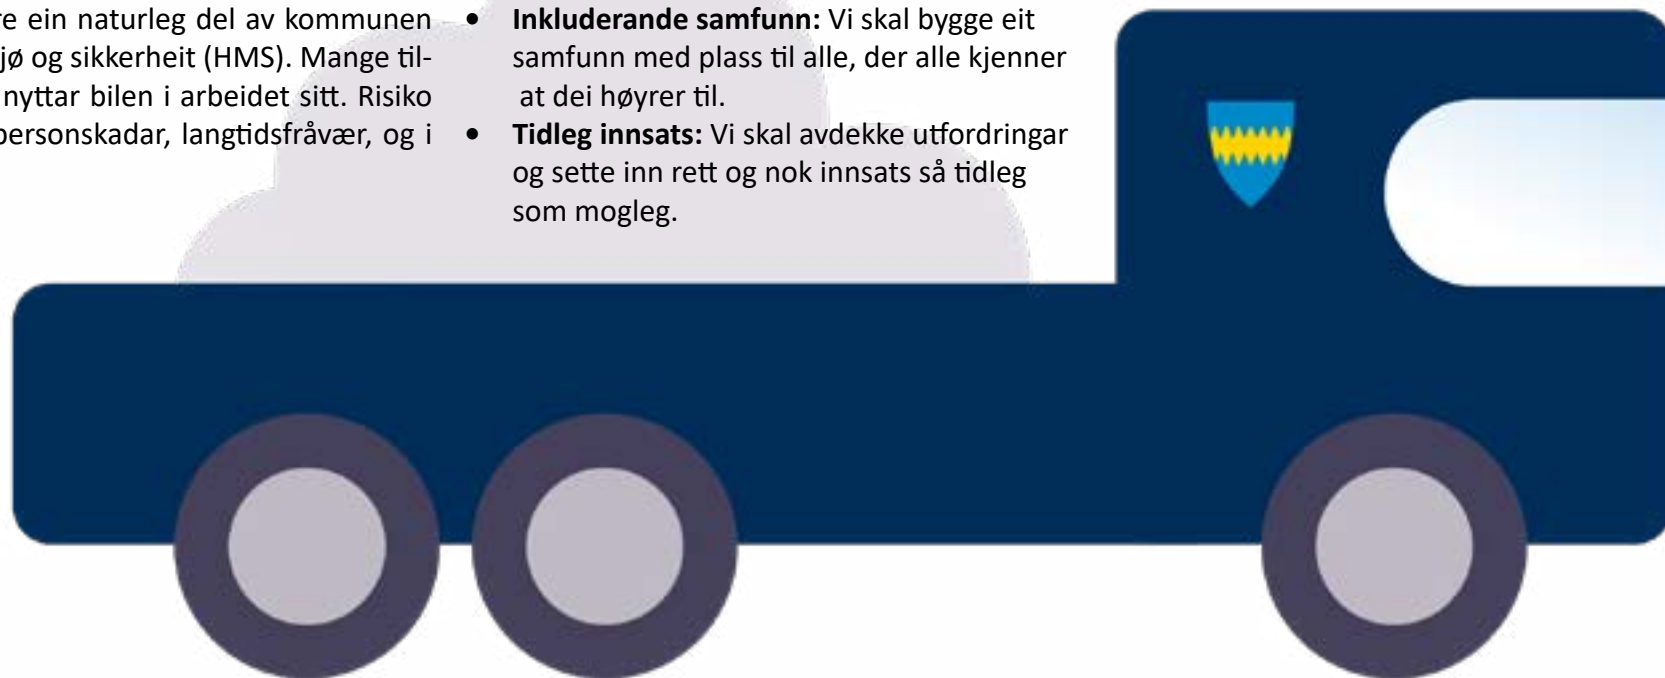 re ein naturleg del av kommunen
jø og sikkerheit (HMS). Mange til-
nyttar bilen i arbeidet sitt. Risiko
personskadar, langtidsfråvær, og i
• Inkluderande samfunn: Vi skal bygge eit
samfunn med plass til alle, der alle kjenner
at dei høyrer til.
• Tidleg innsats: Vi skal avdekke utfordringar
og sette inn rett og nok innsats så tidleg
som mogleg.